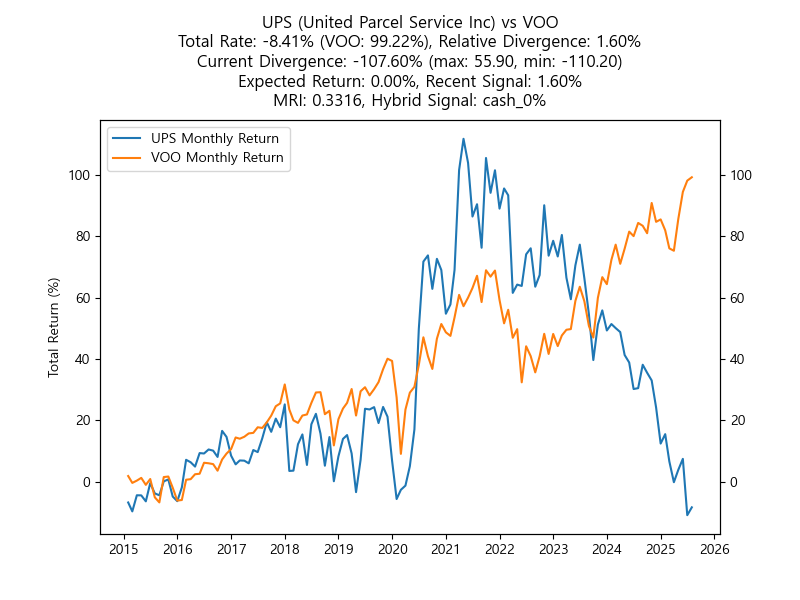 UPS (United Parcel Service Inc) vs VOO
Total Rate: -8.41% (VOO: 99.22%), Relative Divergence: 1.60%
Current Divergence: -107.60% (max: 55.90, min: -110.20)
Expected Return: 0.00%, Recent Signal: 1.60%
MRI: 0.3316, Hybrid Signal: cash_0%
UPS Monthly Return
VOO Monthly Return
Total Return (%)
100
80
60
40
20
0
100
80
60
40
20
0
2015 2016 2017 2018 2019 2020 2021 2022 2023 2024 2025 2026